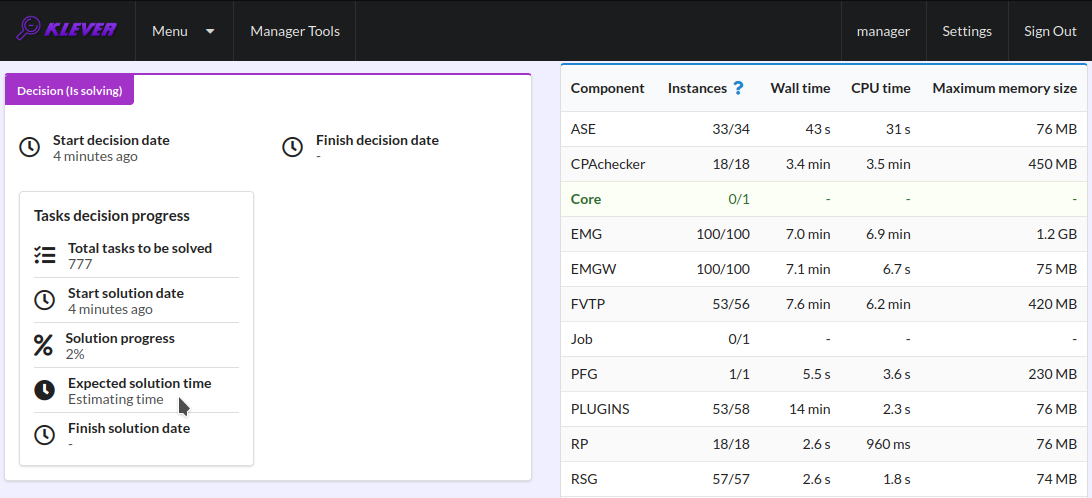 KLEVER Menu Manager Tools manager Settings Sign Out
Decision (Is solving)
Start decision date
4 minutes ago
Finish decision date
-
Tasks decision progress
Total tasks to be solved
777
Start solution date
4 minutes ago
Solution progress
2%
Expected solution time
Estimating time
Finish solution date
-
Component Instances ? Wall time CPU time Maximum memory size
ASE 33/34 43 s 31 s 76 MB
CPAchecker 18/18 3.4 min 3.5 min 450 MB
Core 0/1 - - -
EMG 100/100 7.0 min 6.9 min 1.2 GB
EMGW 100/100 7.1 min 6.7 s 75 MB
FVTP 53/56 7.6 min 6.2 min 420 MB
Job 0/1 - - -
PFG 1/1 5.5 s 3.6 s 230 MB
PLUGINS 53/58 14 min 2.3 s 76 MB
RP 18/18 2.6 s 960 ms 76 MB
RSG 57/57 2.6 s 1.8 s 74 MB